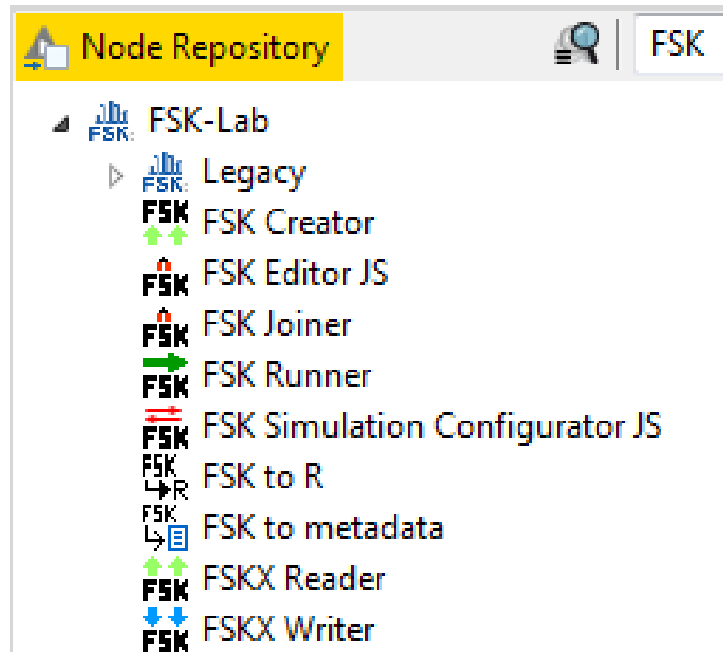 Node Repository FSK
FSK: FSK-Lab
FSK: Legacy
FSK FSK Creator
FSK FSK Editor JS
FSK FSK Joiner
FSK FSK Runner
FSK FSK Simulation Configurator JS
FSK R FSK to R
FSK FSK to metadata
FSK FSKX Reader
FSK FSKX Writer